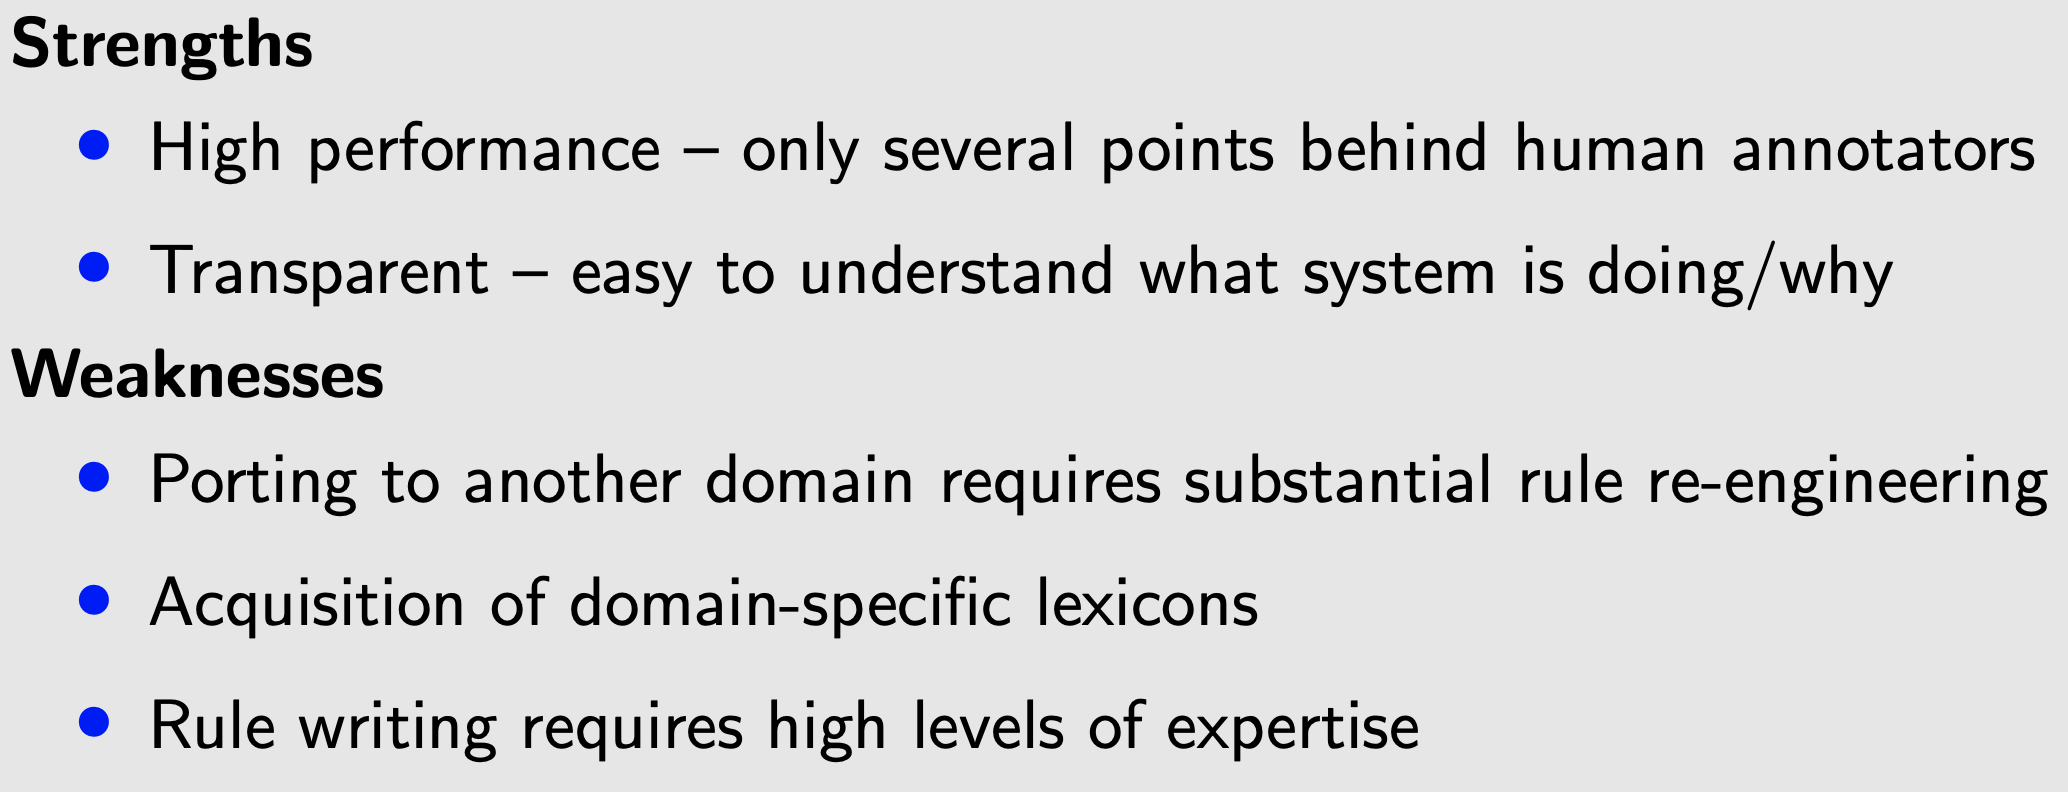 Strengths
• High performance – only several points behind human annotators
• Transparent – easy to understand what system is doing/why
Weaknesses
• Porting to another domain requires substantial rule re-engineering
• Acquisition of domain-specific lexicons
• Rule writing requires high levels of expertise